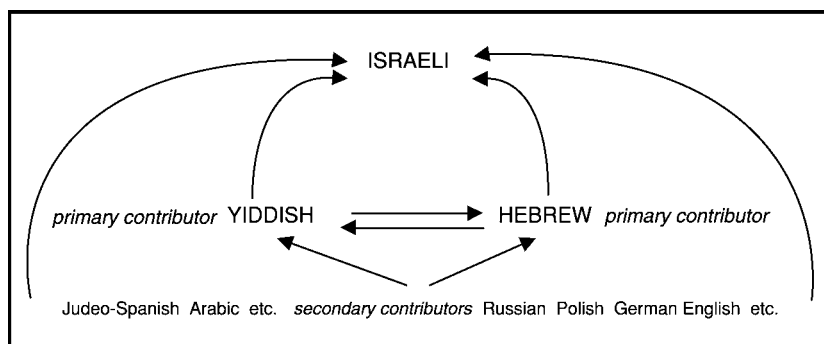 ISRAELI
primary contributor YIDDISH HEBREW primary contributor
Judeo-Spanish Arabic etc. secondary contributors Russian Polish German English etc.